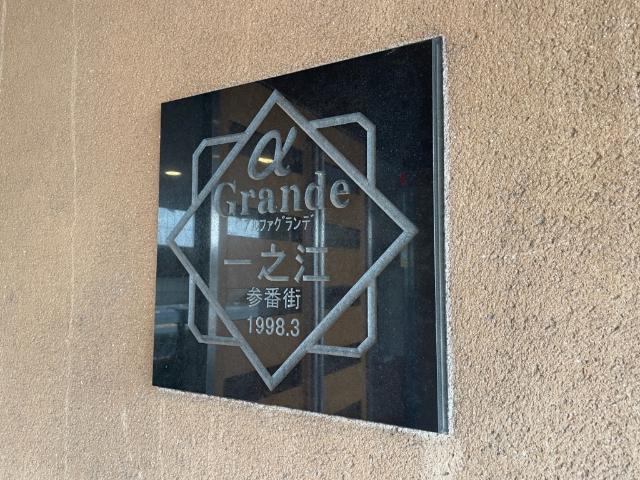 α
Grande
アルファグランデ
一之江
参番街
1998.3